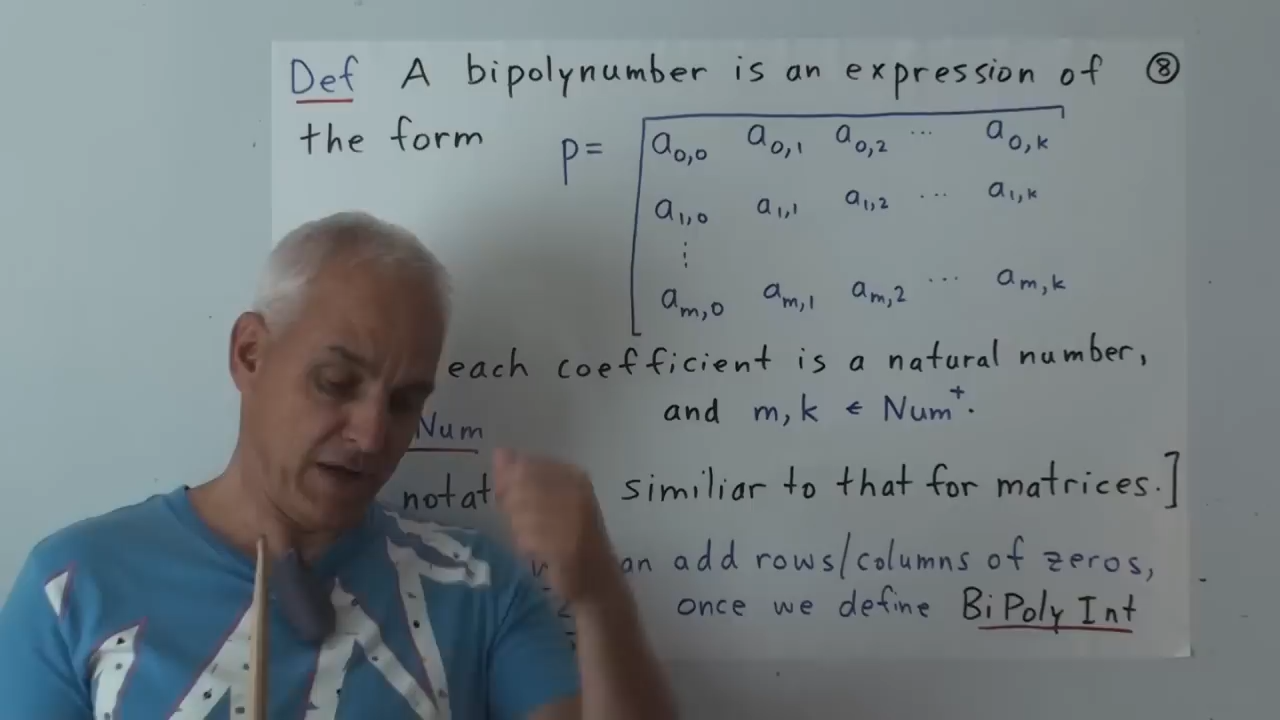 Def A bipolynumber is an expression of ⑧
the form p=
a0,0 a0,1 a0,2 ... a0,k
a1,0 a1,1 a1,2 ... a1,k
⋮
am,0 am,1 am,2 ... am,k
each coefficient is a natural number,
Num and m, k ∈ Num+.
notat similiar to that for matrices.]
an add rows/columns of zeros,
once we define BiPoly Int